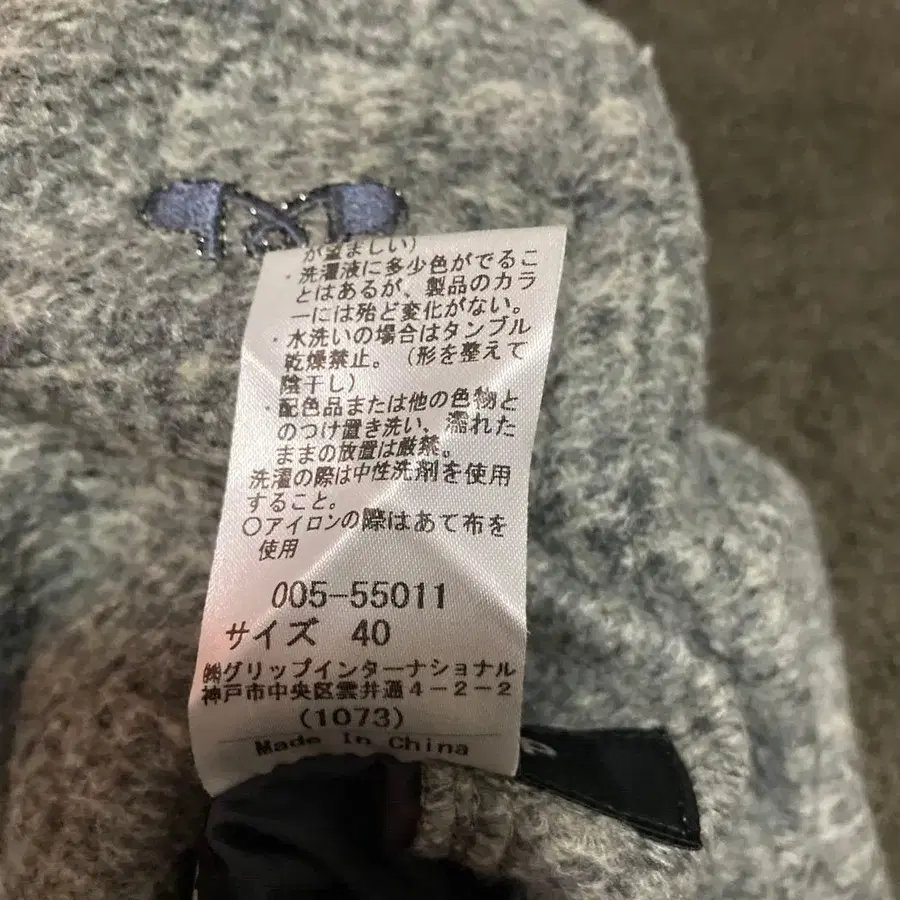 が望ましい)
・洗濯液に多少色がでるこ
とはあるが、製品のカラ
ーには殆ど変化がない。
・水洗いの場合はタンブル
乾燥禁止。(形を整えて
陰干し)
・配色品または他の色物と
のつけ置き洗い、濡れた
ままの放置は厳禁。
洗濯の際は中性洗剤を使用
すること。
○アイロンの際はあて布を
使用
005-55011
サイズ 40
㈱グリップインターナショナル
神戸市中央区雲井通4-2-2
(1073)
Made In China